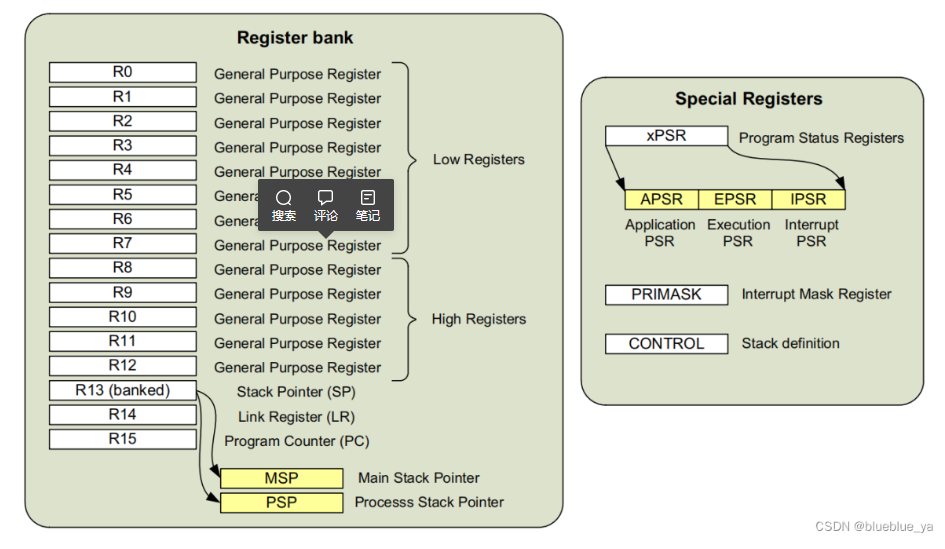 Register bank
R0 General Purpose Register
R1 General Purpose Register
R2 General Purpose Register
R3 General Purpose Register
Low Registers
R4 General Purpose Register
R5 Gene
R6 Gene
搜索 评论 笔记
R7 General Purpose Register
R8 General Purpose Register
R9 General Purpose Register
R10 General Purpose Register
High Registers
R11 General Purpose Register
R12 General Purpose Register
R13 (banked) Stack Pointer (SP)
R14 Link Register (LR)
R15 Program Counter (PC)
MSP Main Stack Pointer
PSP Processs Stack Pointer
Special Registers
xPSR Program Status Registers
APSR EPSR IPSR
Application Execution Interrupt
PSR PSR PSR
PRIMASK Interrupt Mask Register
CONTROL Stack definition
CSDN @blueblue_ya